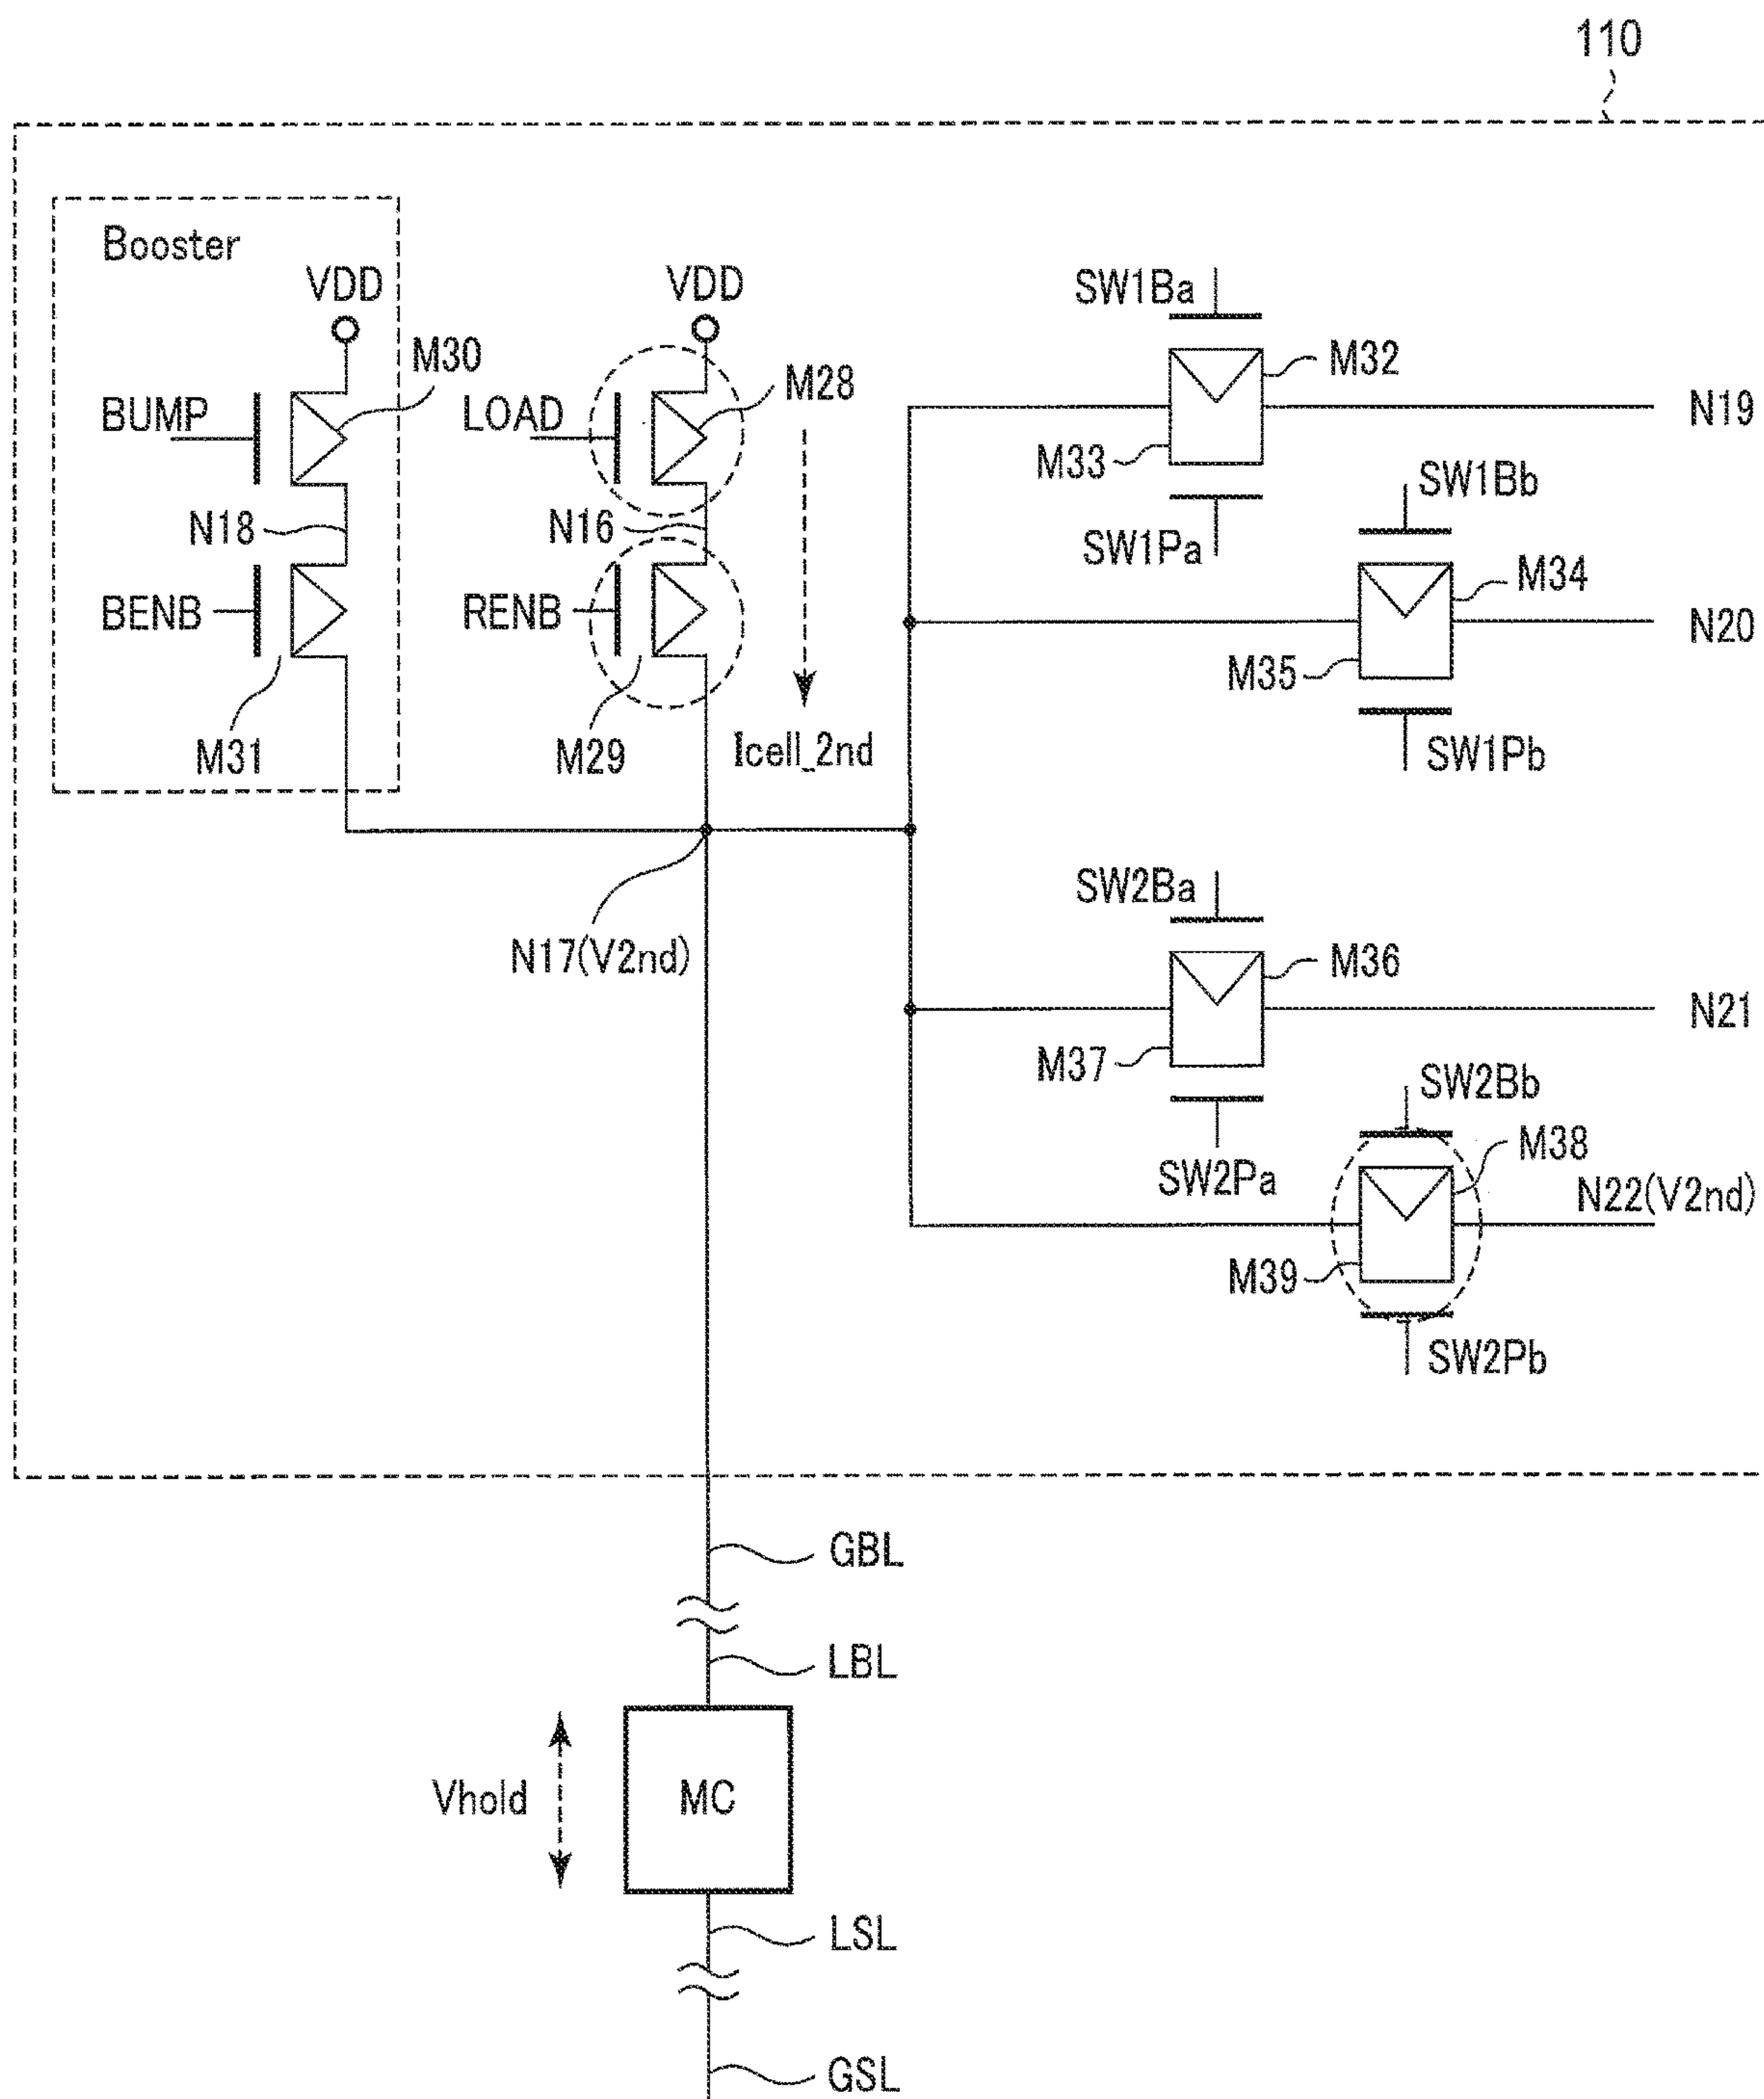 110
Booster
VDD
VDD
M30
M28
BUMP
LOAD
N18
N16
BENB
RENB
M31
M29
Icell_2nd
SW1Ba
M32
N19
M33
SW1Pa
SW1Bb
M34
N20
M35
SW1Pb
N17(V2nd)
SW2Ba
M36
N21
M37
SW2Pa
SW2Bb
M38
N22(V2nd)
M39
SW2Pb
GBL
LBL
Vhold
MC
LSL
GSL